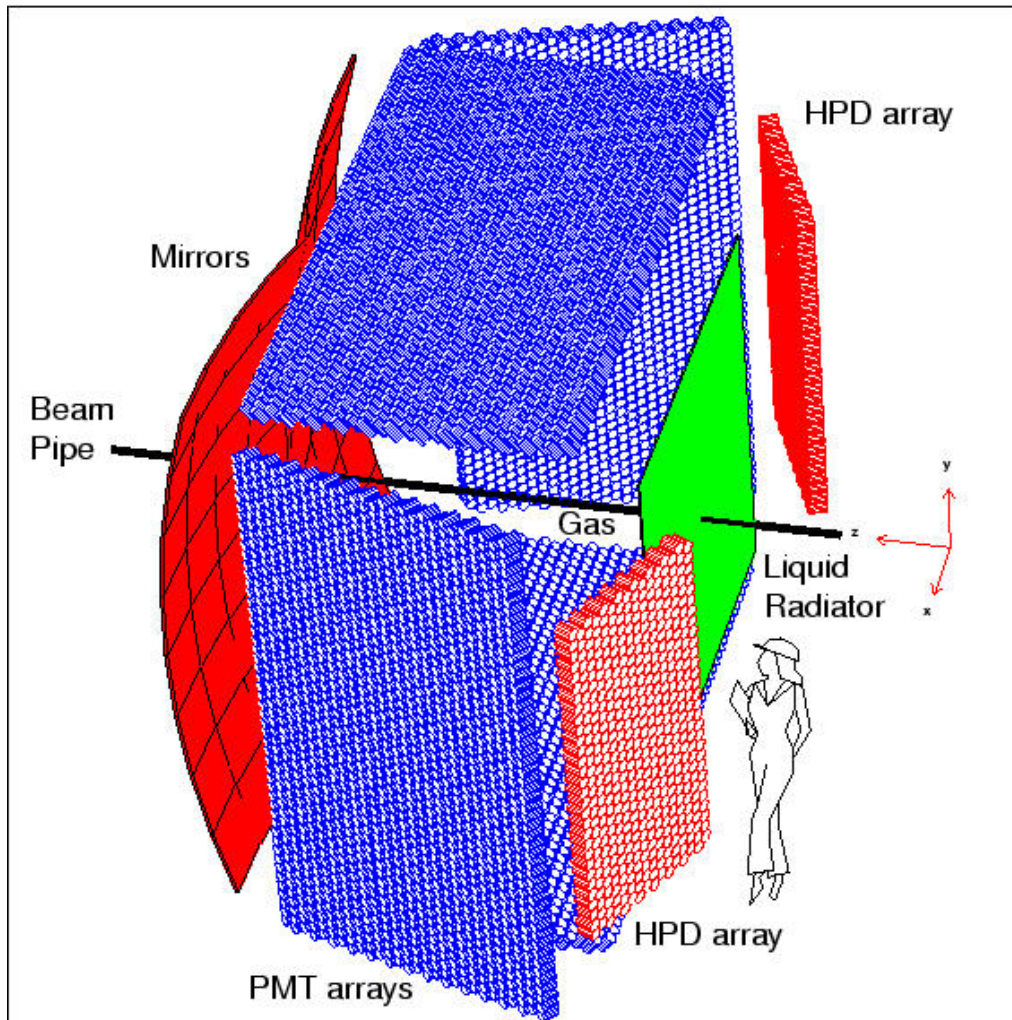 HPD array
Mirrors
Beam
Pipe
y
Gas
z
Liquid
Radiator
x
HPD array
PMT arrays